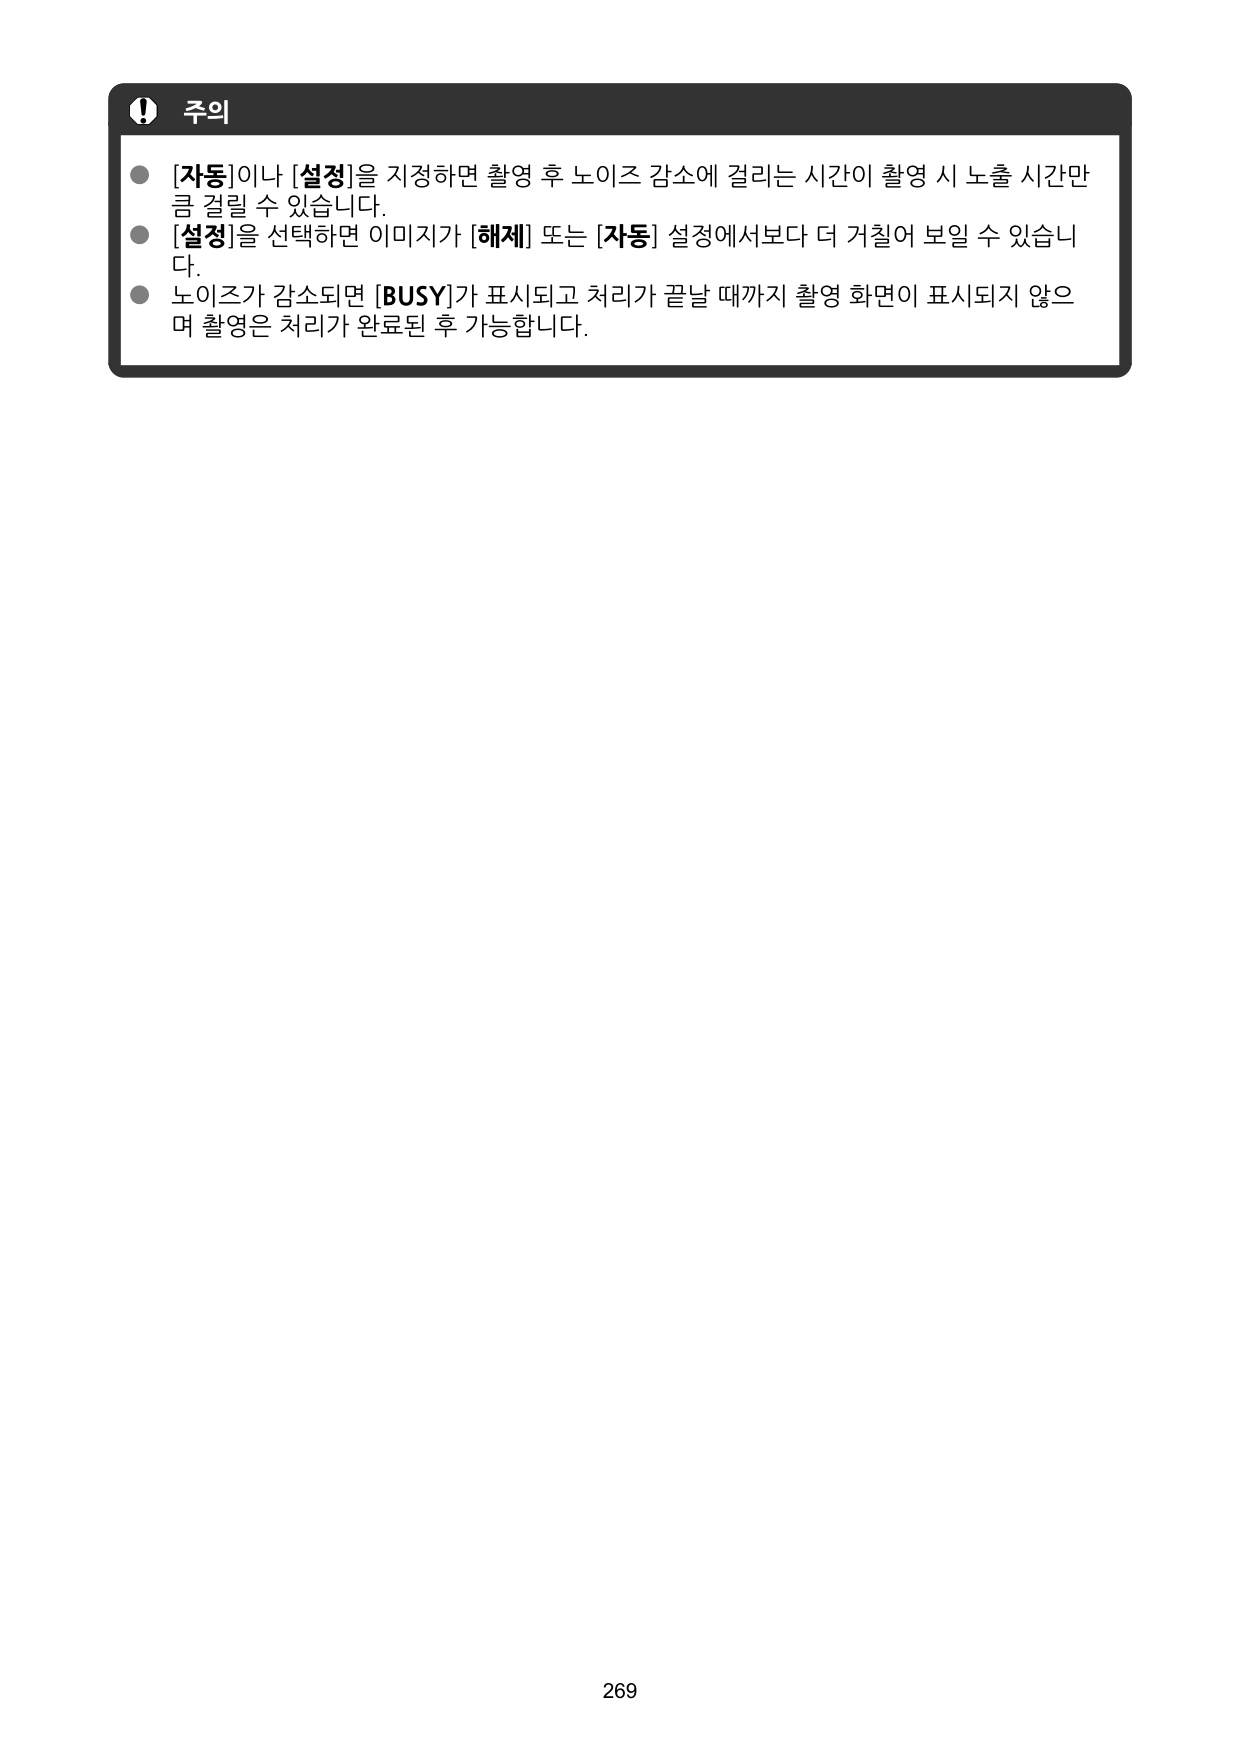 주의
[자동]이나 [설정]을 지정하면 촬영 후 노이즈 감소에 걸리는 시간이 촬영 시 노출 시간만
큼 걸릴 수 있습니다.
[설정]을 선택하면 이미지가 [해제] 또는 [자동] 설정에서보다 더 거칠어 보일 수 있습니
다.
노이즈가 감소되면 [BUSY]가 표시되고 처리가 끝날 때까지 촬영 화면이 표시되지 않으
며 촬영은 처리가 완료된 후 가능합니다.
269